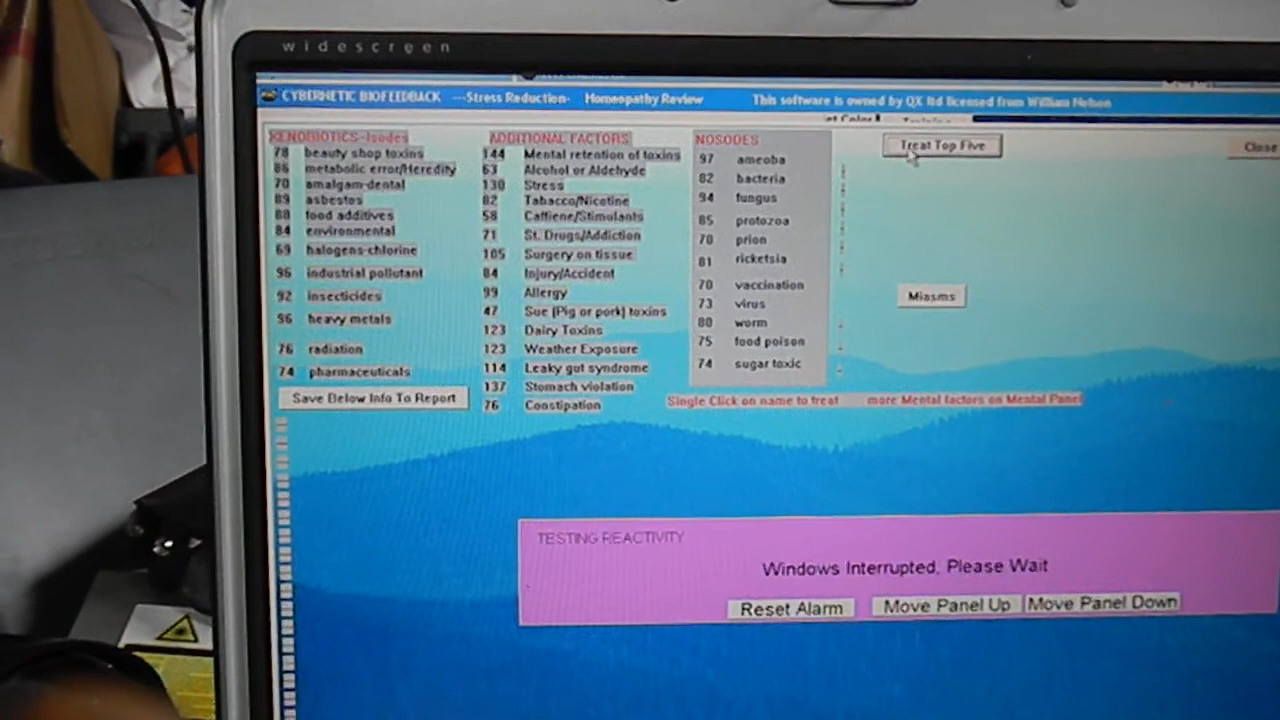 widescreen
CYBERNETIC BIOFEEDBACK ---Stress Reduction- Homeopathy Review This software is owned by QX ltd licensed from William Nelson
XENOBIOTICS-Isodes
78 beauty shop toxins
86 metabolic error/Heredity
70 amalgam-dental
89 asbestos
88 food additives
84 environmental
69 halogens-chlorine
96 industrial pollutant
92 insecticides
96 heavy metals
76 radiation
74 pharmaceuticals
Save Below Info To Report
ADDITIONAL FACTORS
144 Mental retention of toxins
63 Alcohol or Aldehyde
130 Stress
82 Tabacco/Nicotine
58 Caffiene/Stimulants
71 St. Drugs/Addiction
105 Surgery on tissue
84 Injury/Accident
99 Allergy
47 Sue (Pig or pork) toxins
123 Dairy Toxins
123 Weather Exposure
114 Leaky gut syndrome
137 Stomach violation
76 Constipation
NOSODES
97 ameoba
82 bacteria
94 fungus
85 protozoa
70 prion
81 ricketsia
70 vaccination
73 virus
80 worm
75 food poison
74 sugar toxic
Treat Top Five
Close
Miasms
Single Click on name to treat more Mental factors on Mental Panel
TESTING REACTIVITY
Windows Interrupted, Please Wait
Reset Alarm Move Panel Up Move Panel Down